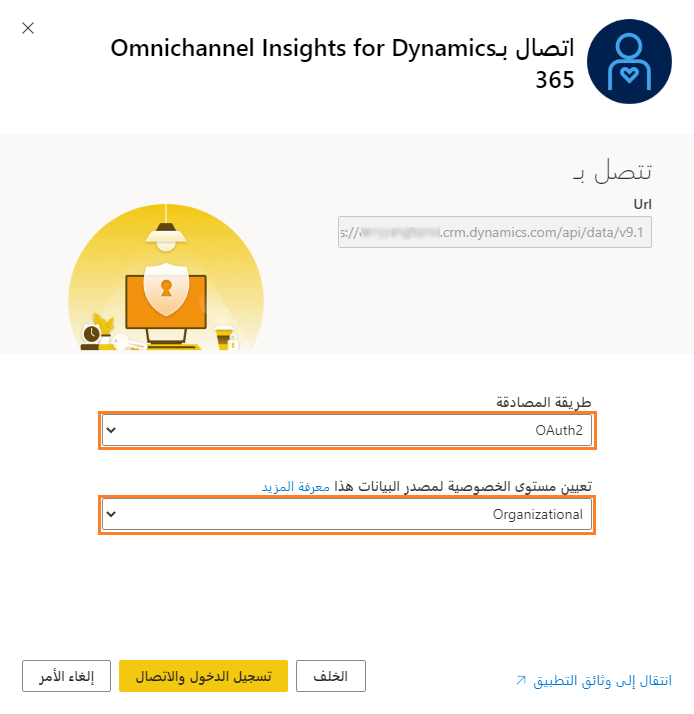 اتصال بـOmnichannel Insights for Dynamics
365
تتصل بـ
Url
s://.crm.dynamics.com/api/data/v9.1
طريقة المصادقة
OAuth2
تعيين مستوى الخصوصية لمصدر البيانات هذا معرفة المزيد
Organizational
انتقال إلى وثائق التطبيق
الخلف
تسجيل الدخول والاتصال
إلغاء الأمر